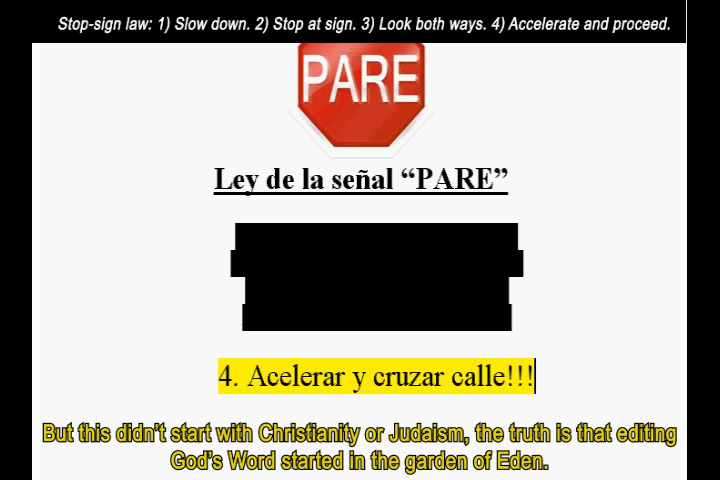 Stop-sign law: 1) Slow down. 2) Stop at sign. 3) Look both ways. 4) Accelerate and proceed.
PARE
Ley de la señal “PARE”
4. Acelerar y cruzar calle!!!
But this didn't start with Christianity or Judaism, the truth is that editing
God's Word started in the garden of Eden.